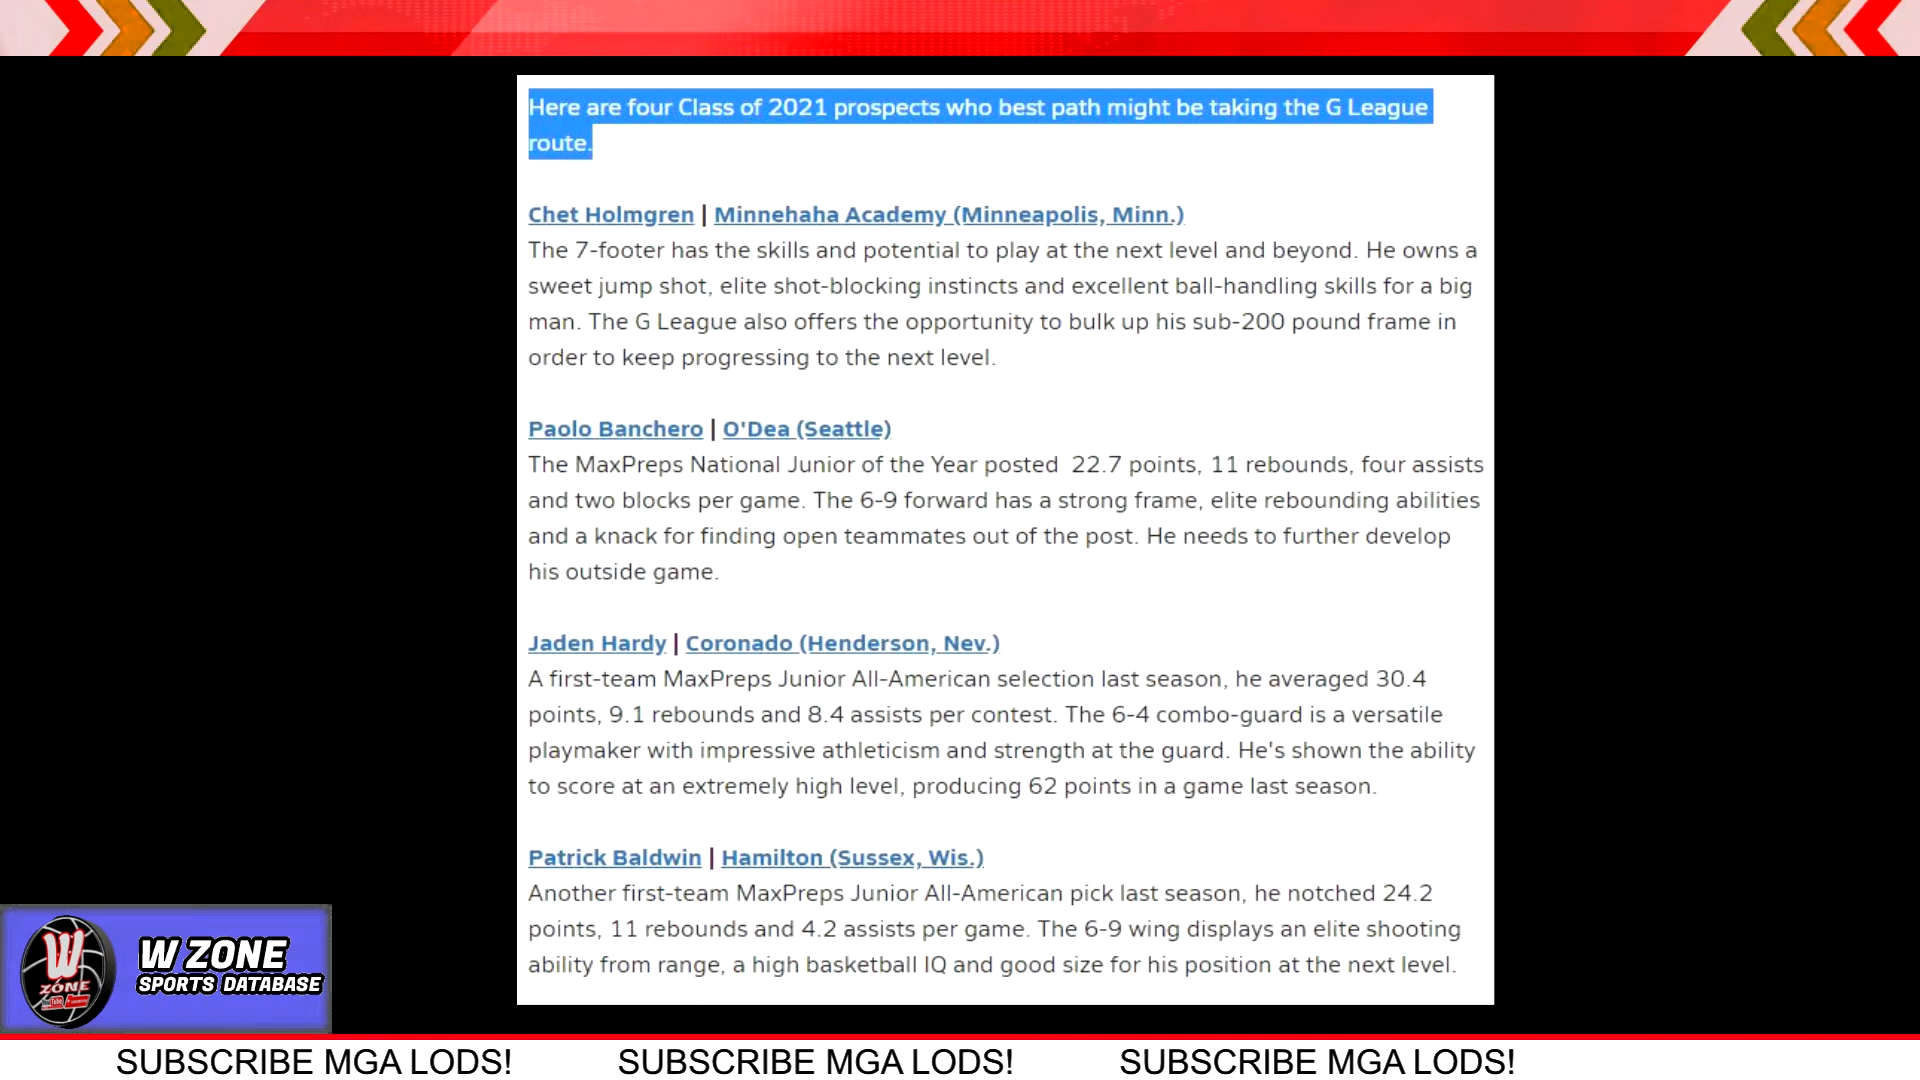 Here are four Class of 2021 prospects who best path might be taking the G League
route.
Chet Holmgren | Minnehaha Academy (Minneapolis, Minn.)
The 7-footer has the skills and potential to play at the next level and beyond. He owns a
sweet jump shot, elite shot-blocking instincts and excellent ball-handling skills for a big
man. The G League also offers the opportunity to bulk up his sub-200 pound frame in
order to keep progressing to the next level.
Paolo Banchero | O'Dea (Seattle)
The MaxPreps National Junior of the Year posted 22.7 points, 11 rebounds, four assists
and two blocks per game. The 6-9 forward has a strong frame, elite rebounding abilities
and a knack for finding open teammates out of the post. He needs to further develop
his outside game.
Jaden Hardy | Coronado (Henderson, Nev.)
A first-team MaxPreps Junior All-American selection last season, he averaged 30.4
points, 9.1 rebounds and 8.4 assists per contest. The 6-4 combo-guard is a versatile
playmaker with impressive athleticism and strength at the guard. He's shown the ability
to score at an extremely high level, producing 62 points in a game last season.
Patrick Baldwin | Hamilton (Sussex, Wis.)
Another first-team MaxPreps Junior All-American pick last season, he notched 24.2
points, 11 rebounds and 4.2 assists per game. The 6-9 wing displays an elite shooting
ability from range, a high basketball IQ and good size for his position at the next level.
W
ZONE
W ZONE
SPORTS DATABASE
SUBSCRIBE MGA LODS! SUBSCRIBE MGA LODS! SUBSCRIBE MGA LODS!